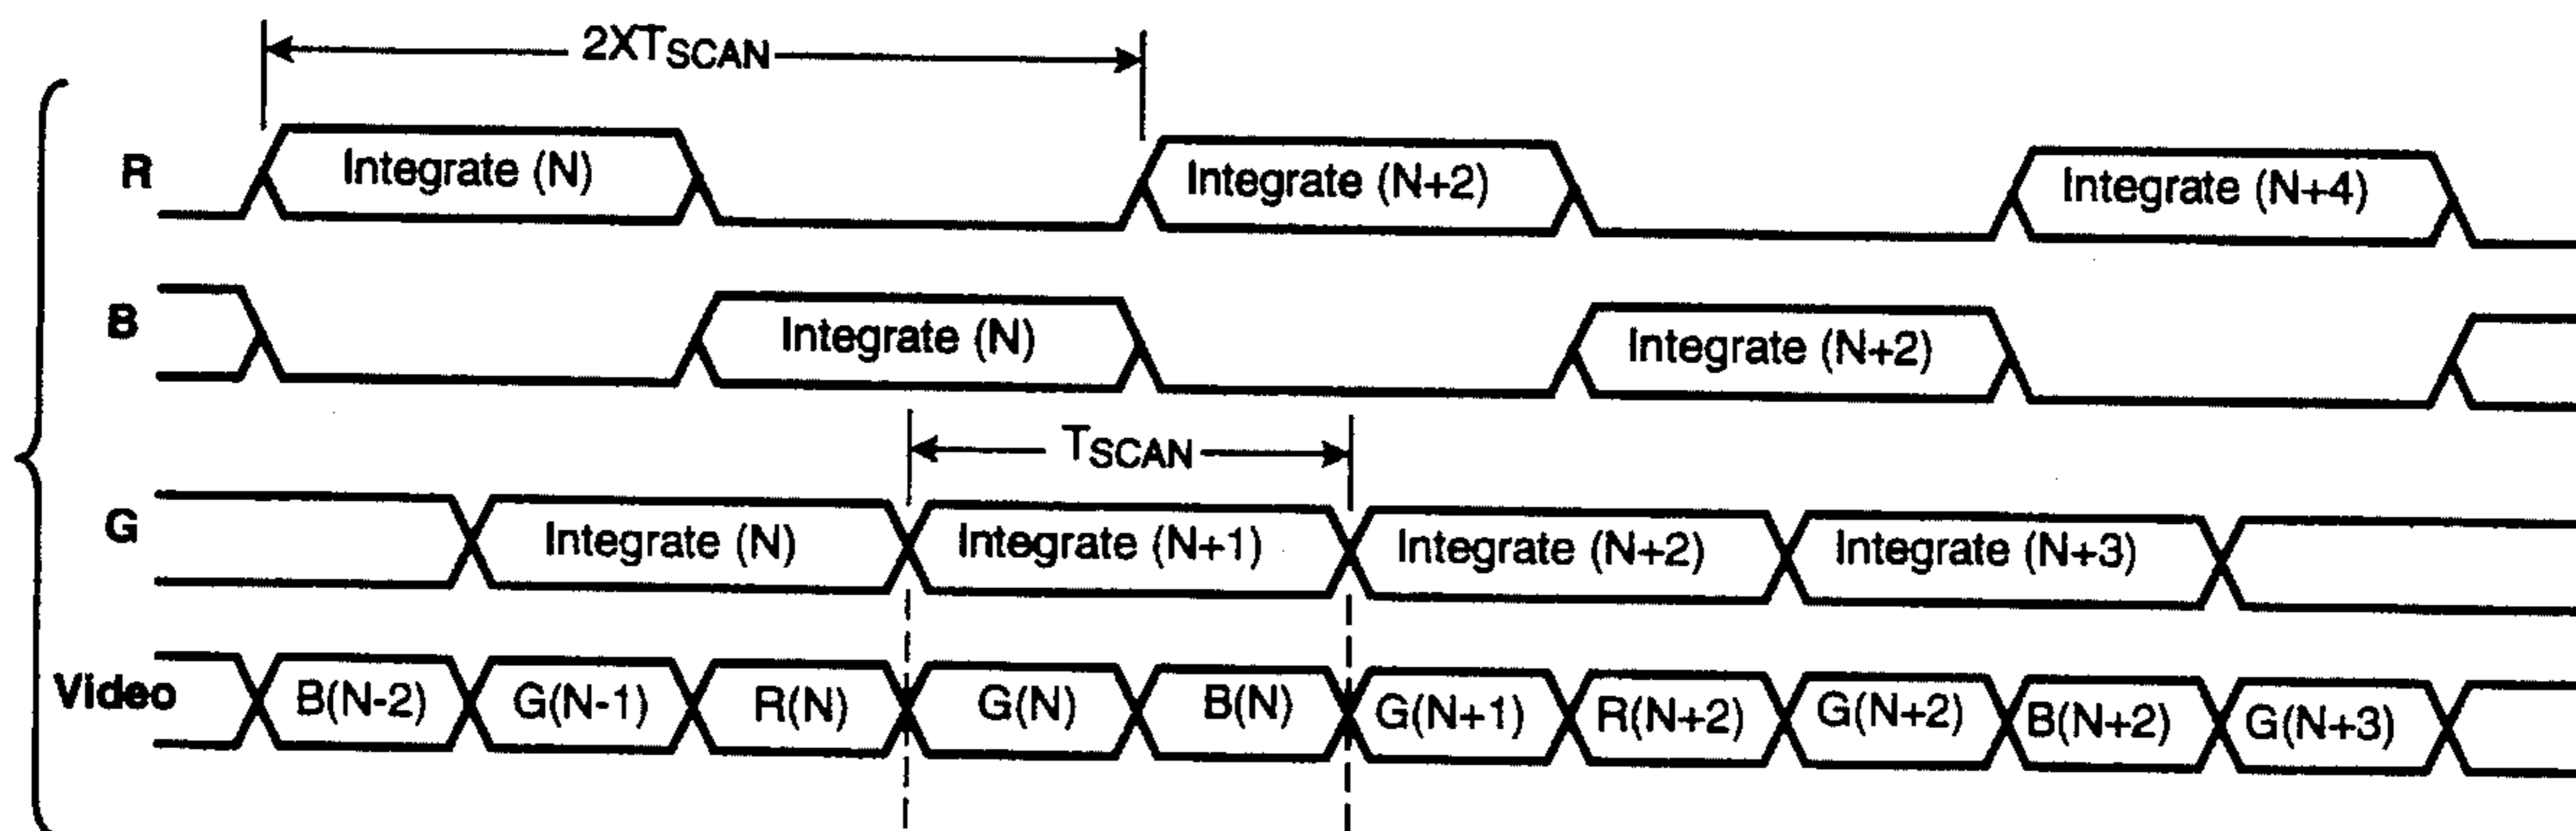 2XTSCAN
R Integrate (N) Integrate (N+2) Integrate (N+4)
B Integrate (N) Integrate (N+2)
TSCAN
G Integrate (N) Integrate (N+1) Integrate (N+2) Integrate (N+3)
Video B(N-2) G(N-1) R(N) G(N) B(N) G(N+1) R(N+2) G(N+2) B(N+2) G(N+3)